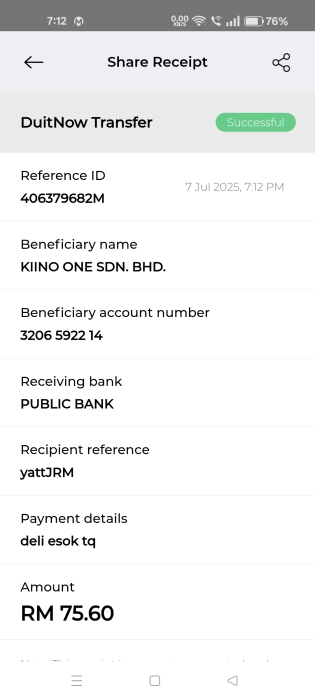 7:12
0.00
KB/S
76%
Share Receipt
DuitNow Transfer
Successful
Reference ID
7 Jul 2025, 7:12 PM
406379682M
Beneficiary name
KIINO ONE SDN. BHD.
Beneficiary account number
3206 5922 14
Receiving bank
PUBLIC BANK
Recipient reference
yattJRM
Payment details
deli esok tq
Amount
RM 75.60